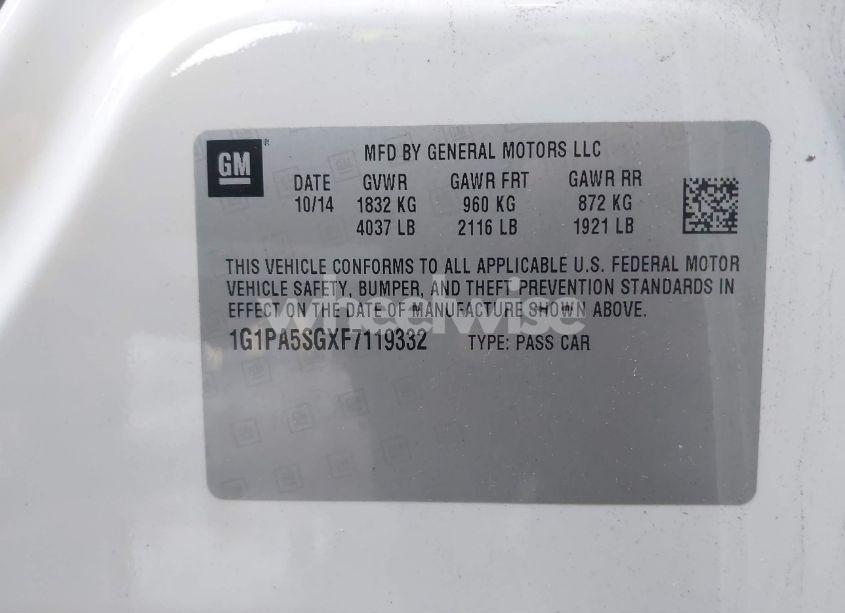 GM ®
MFD BY GENERAL MOTORS LLC
DATE GVWR GAWR FRT GAWR RR
10/14 1832 KG 960 KG 872 KG
4037 LB 2116 LB 1921 LB
THIS VEHICLE CONFORMS TO ALL APPLICABLE U.S. FEDERAL MOTOR
VEHICLE SAFETY, BUMPER, AND THEFT PREVENTION STANDARDS IN
EFFECT ON THE DATE OF MANUFACTURE SHOWN ABOVE.
wheelwise
1G1PA5SGXF7119332 TYPE: PASS CAR